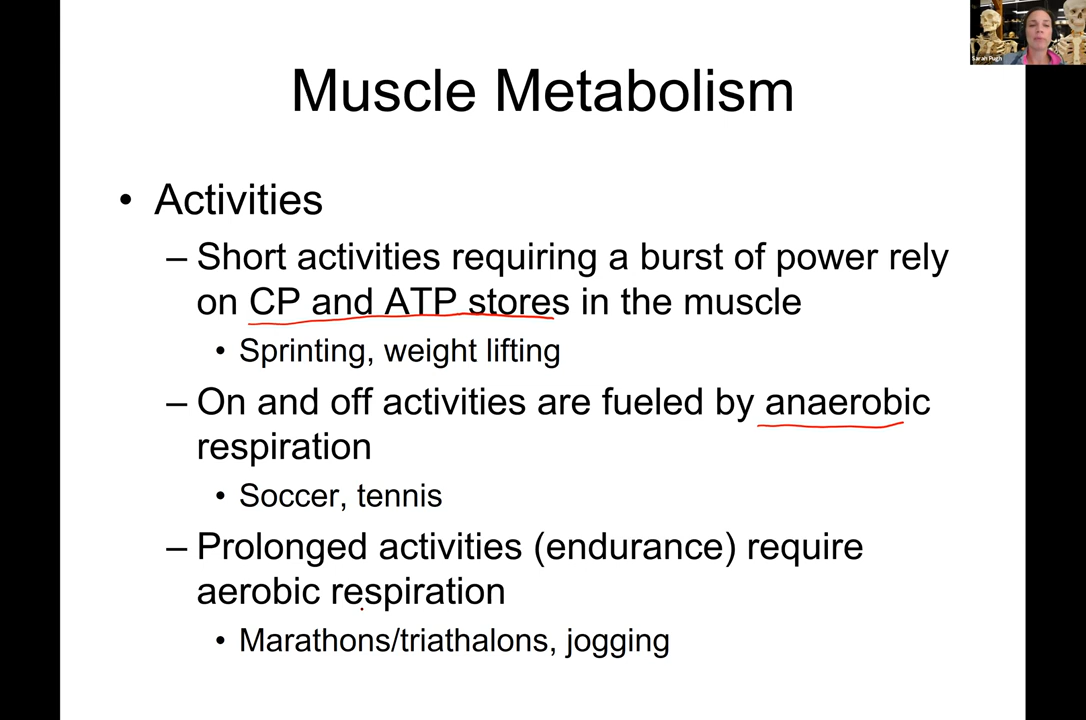 Sarah Pugh
Muscle Metabolism
• Activities
– Short activities requiring a burst of power rely
on CP and ATP stores in the muscle
• Sprinting, weight lifting
– On and off activities are fueled by anaerobic
respiration
• Soccer, tennis
– Prolonged activities (endurance) require
aerobic respiration
• Marathons/triathalons, jogging